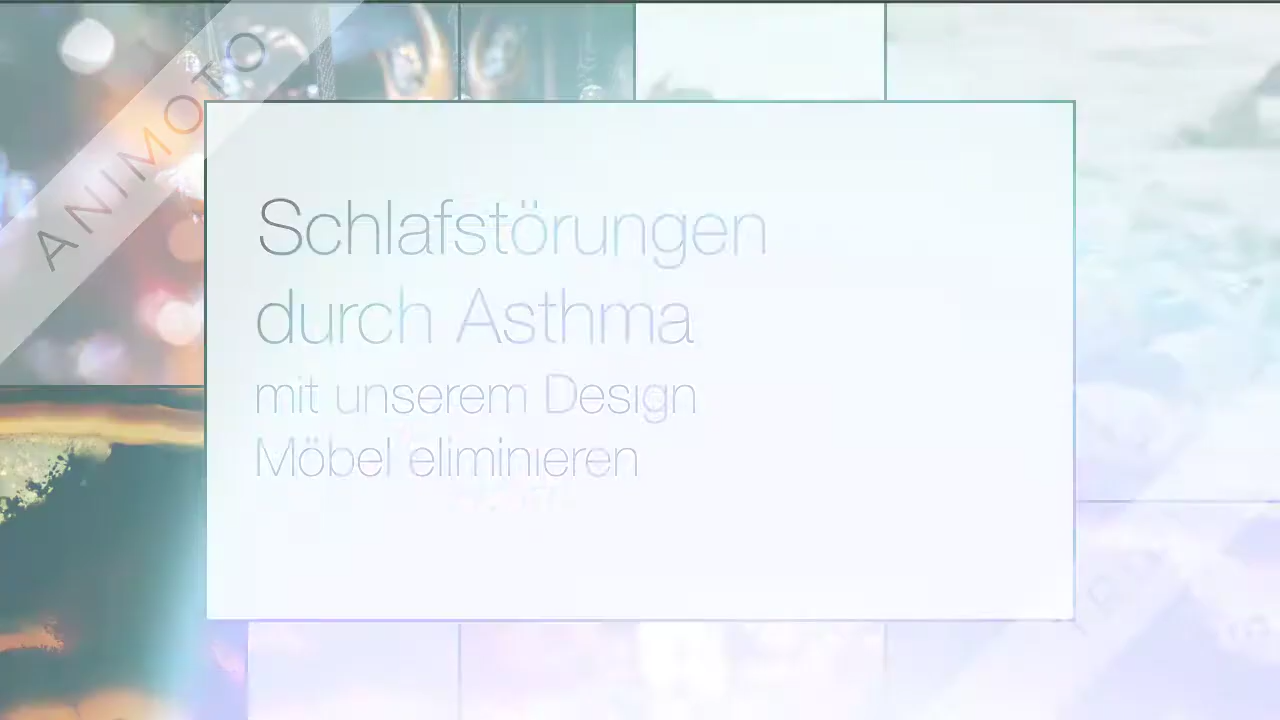 ANIMOTO
Schlafstörungen
durch Asthma
mit unserem Design
Möbel eliminieren